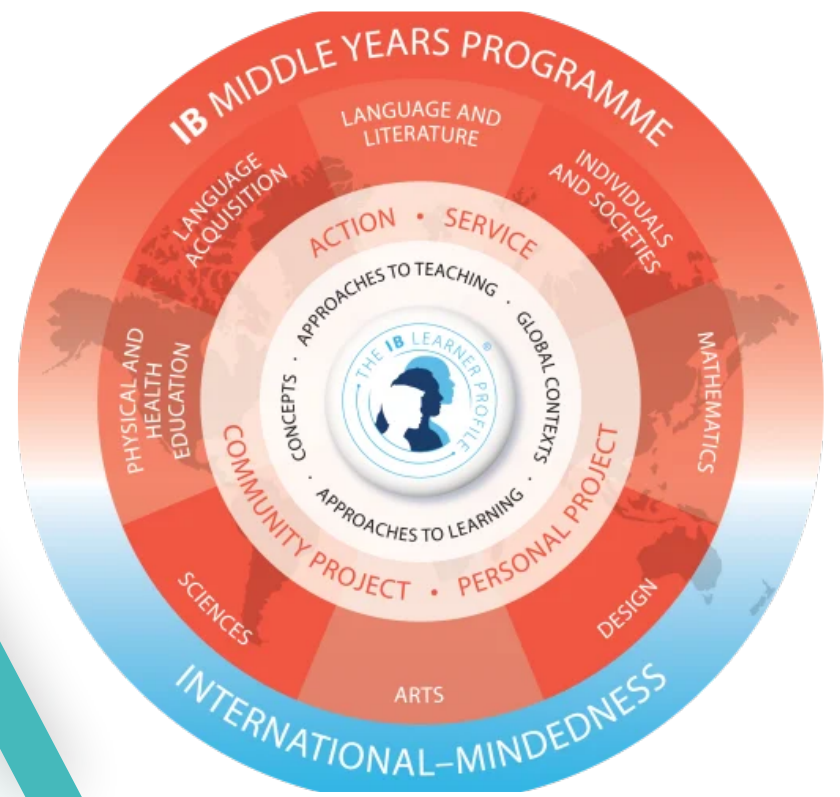 IB MIDDLE YEARS PROGRAMME
LANGUAGE AND
LITERATURE
INDIVIDUALS
AND SOCIETIES
MATHEMATICS
DESIGN
ARTS
SCIENCES
PHYSICAL AND
HEALTH
EDUCATION
LANGUAGE
ACQUISITION
ACTION • SERVICE
PERSONAL PROJECT •
COMMUNITY PROJECT
APPROACHES TO TEACHING ·
GLOBAL CONTEXTS ·
APPROACHES TO LEARNING ·
CONCEPTS ·
THE IB LEARNER PROFILE ®
INTERNATIONAL–MINDEDNESS